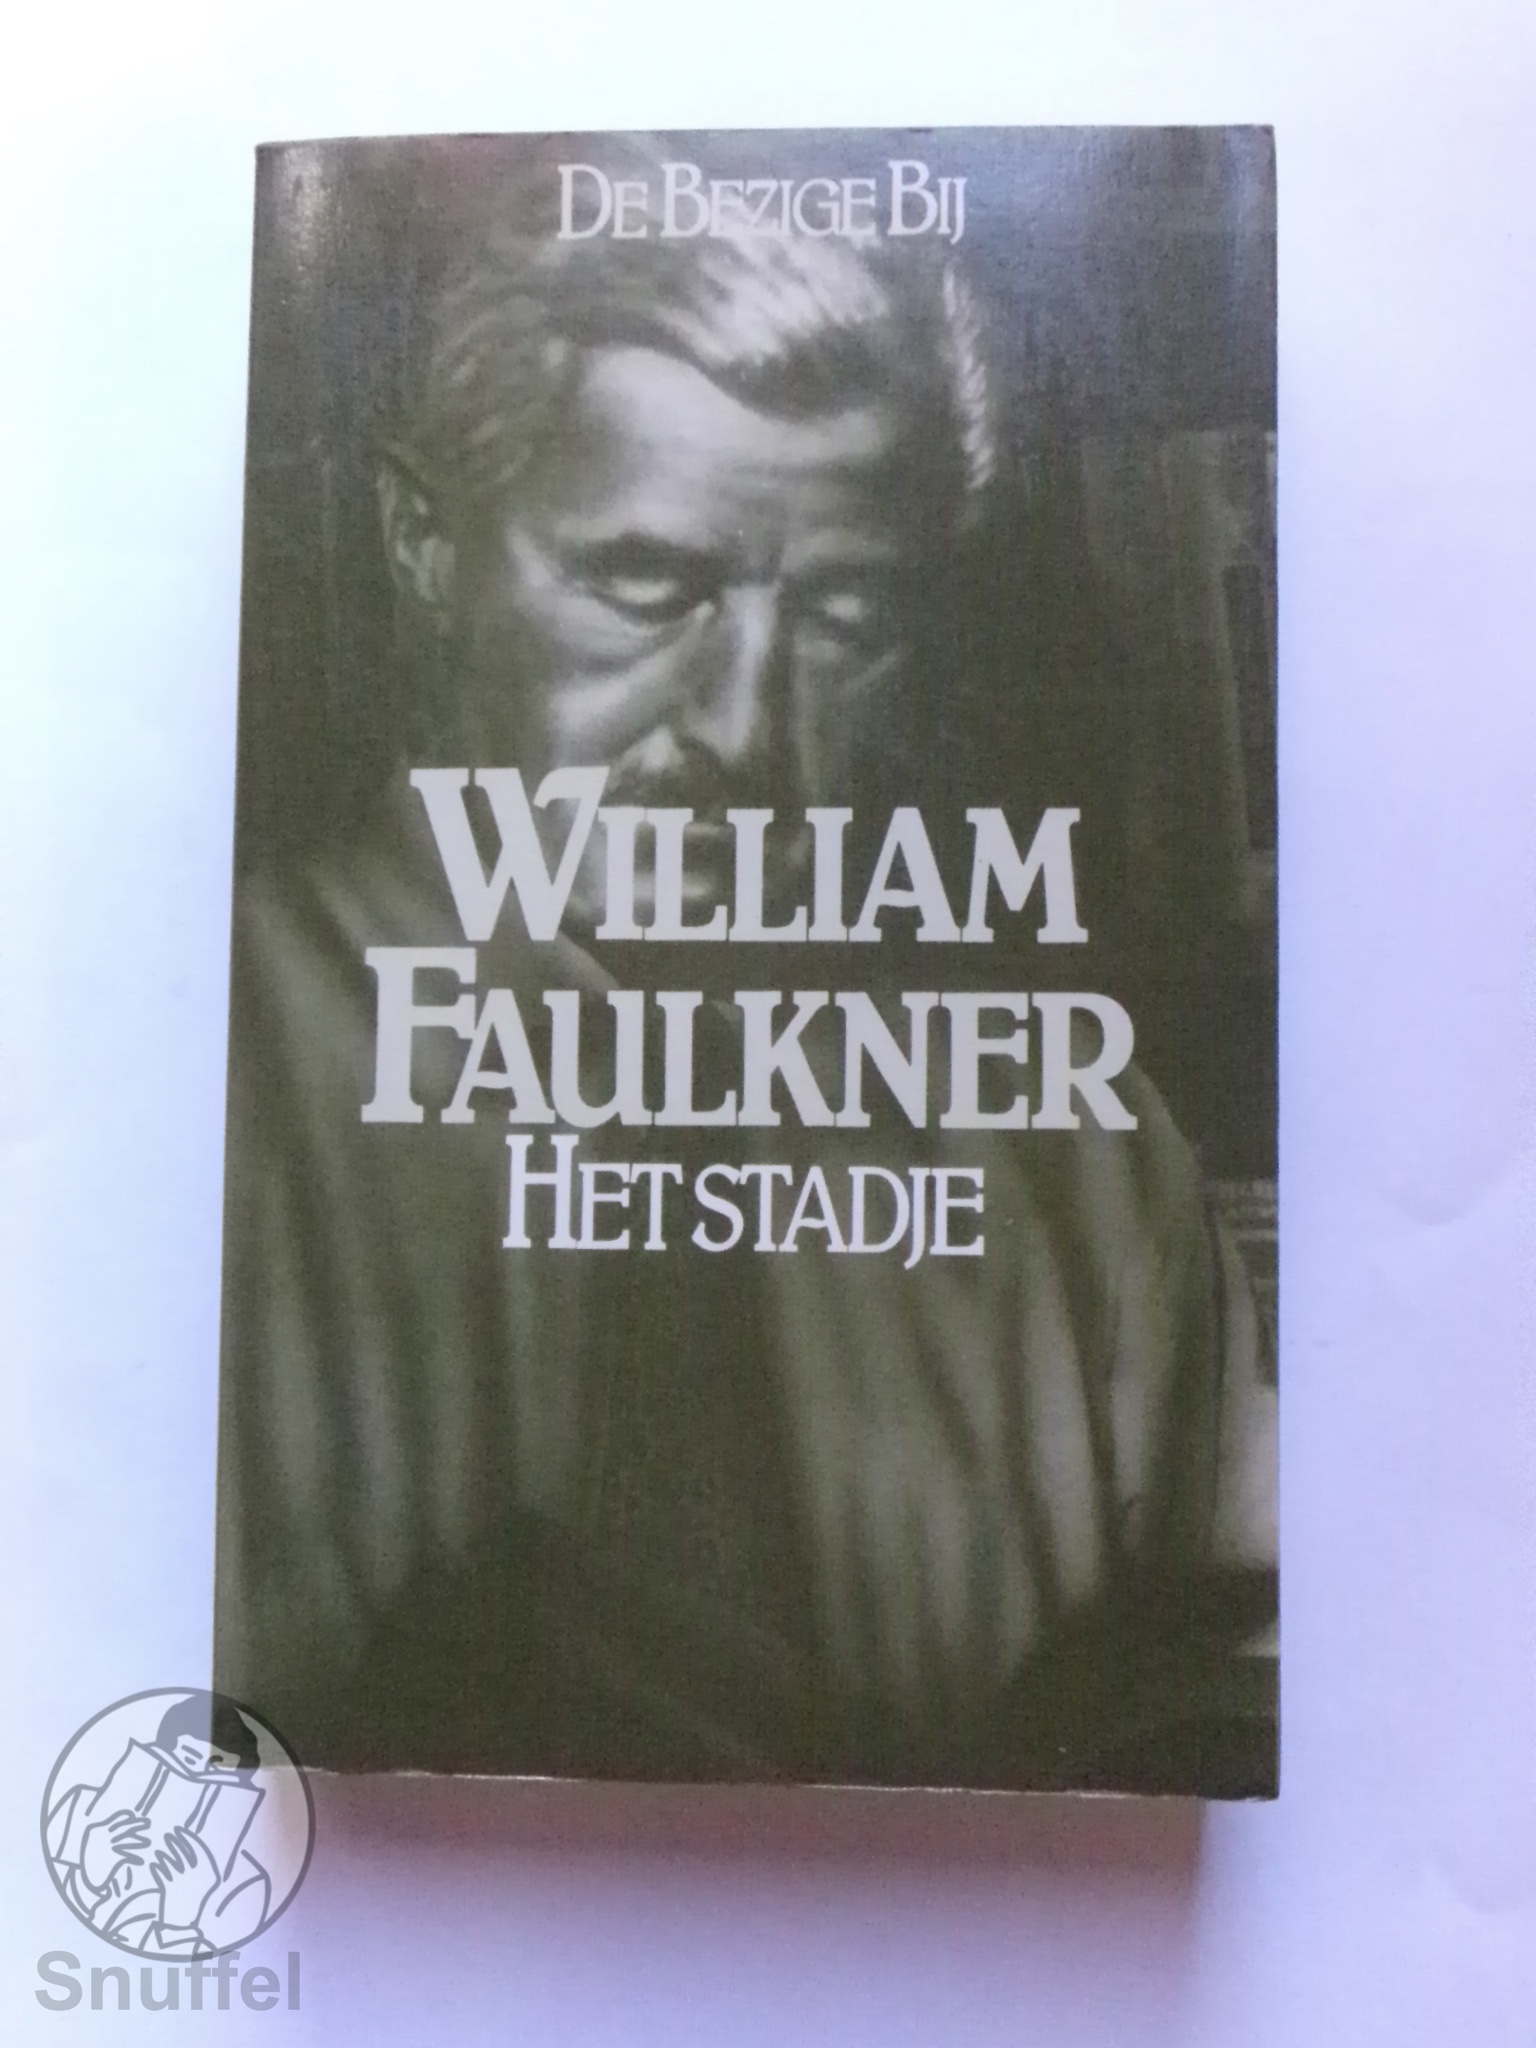 De Bezige Bij
William
Faulkner
Het stadje
Snuffel